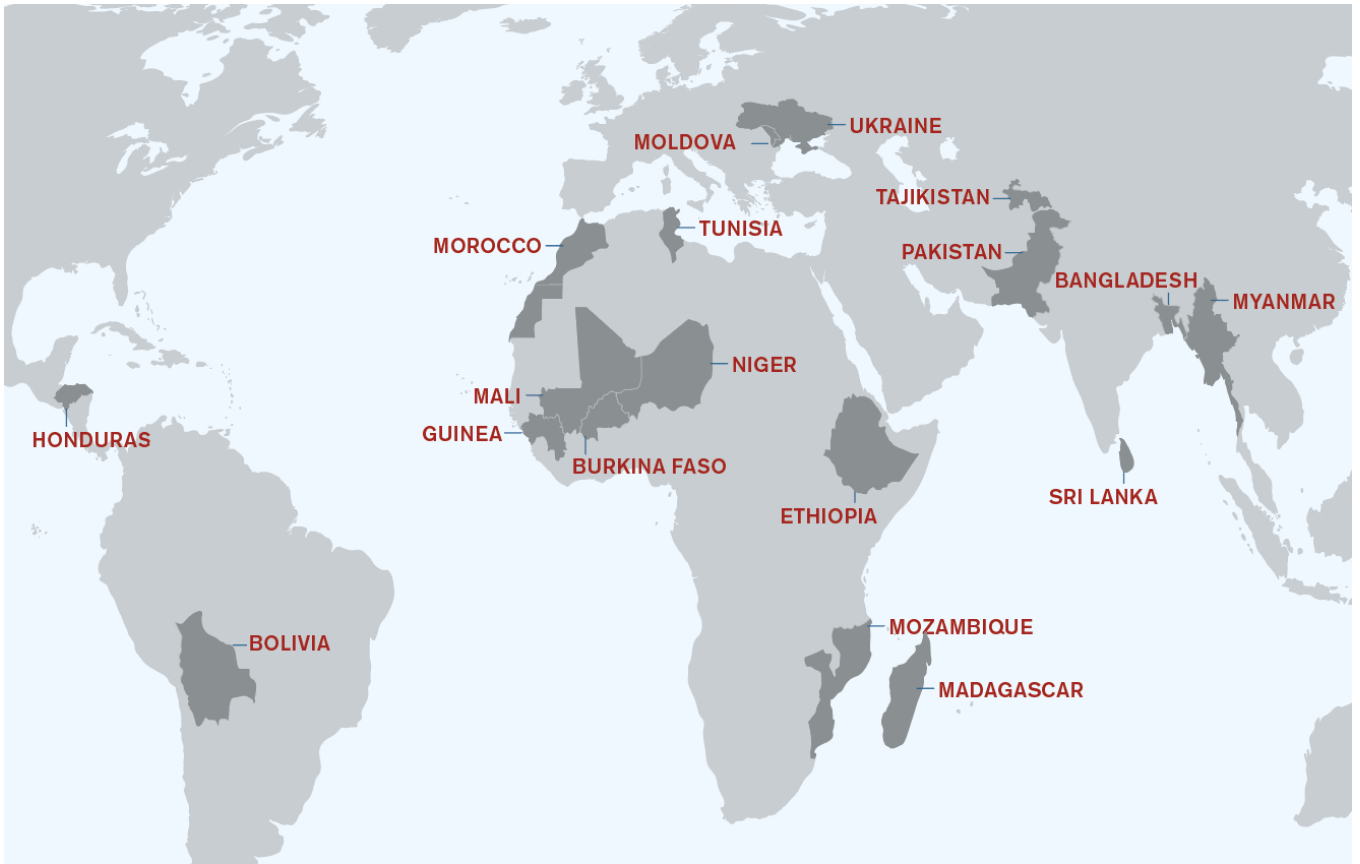 UKRAINE
MOLDOVA
TAJIKISTAN
TUNISIA
MOROCCO
PAKISTAN
BANGLADESH
MYANMAR
NIGER
MALI
GUINEA
HONDURAS
BURKINA FASO
SRI LANKA
ETHIOPIA
MOZAMBIQUE
BOLIVIA
MADAGASCAR